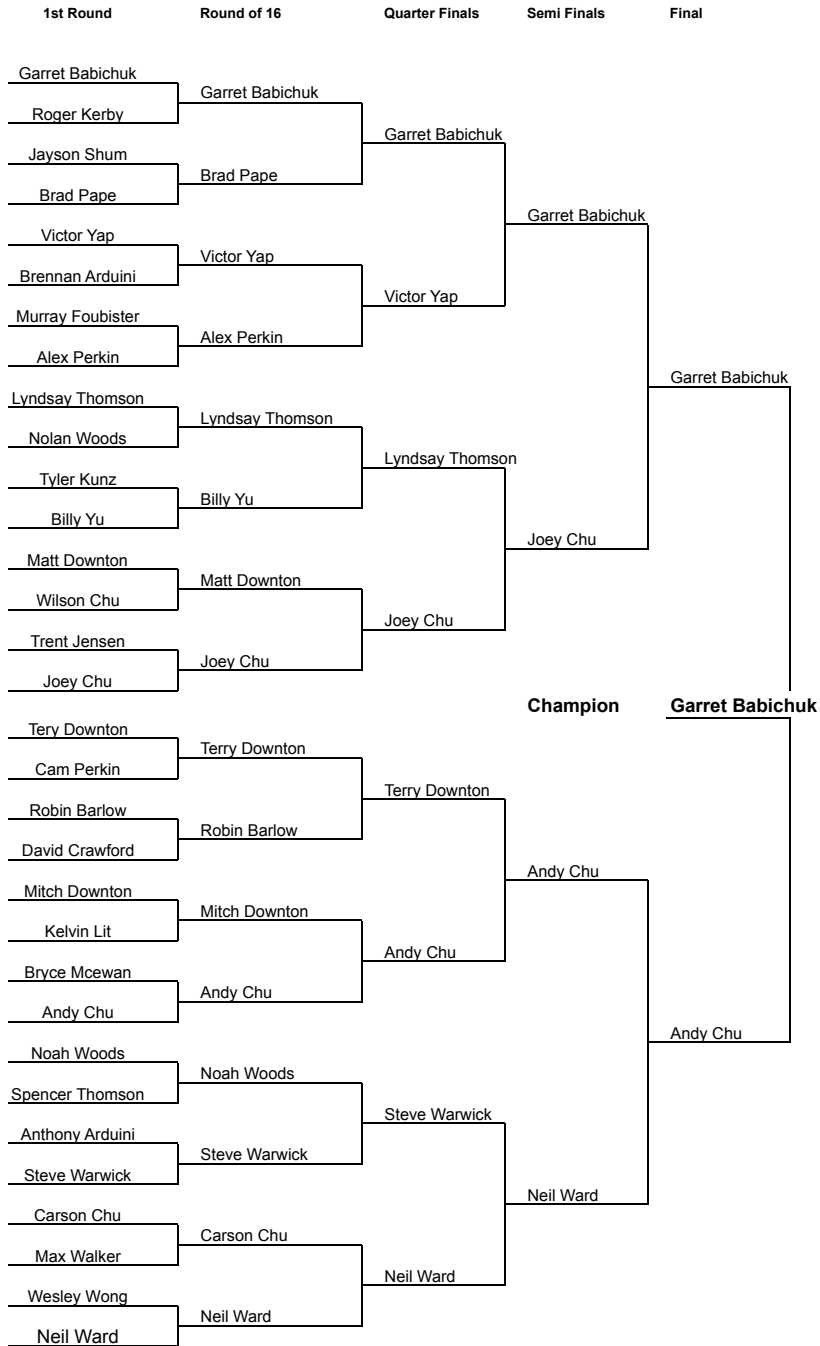 1st Round Round of 16 Quarter Finals Semi Finals Final
Garret Babichuk
Garret Babichuk
Roger Kerby
Garret Babichuk
Jayson Shum
Brad Pape
Brad Pape
Garret Babichuk
Victor Yap
Victor Yap
Brennan Arduini
Victor Yap
Murray Foubister
Alex Perkin
Alex Perkin
Garret Babichuk
Lyndsay Thomson
Lyndsay Thomson
Nolan Woods
Lyndsay Thomson
Tyler Kunz
Billy Yu
Billy Yu
Joey Chu
Matt Downton
Matt Downton
Wilson Chu
Joey Chu
Trent Jensen
Joey Chu
Joey Chu
Champion Garret Babichuk
Tery Downton
Terry Downton
Cam Perkin
Terry Downton
Robin Barlow
Robin Barlow
David Crawford
Andy Chu
Mitch Downton
Mitch Downton
Kelvin Lit
Andy Chu
Bryce Mcewan
Andy Chu
Andy Chu
Andy Chu
Noah Woods
Noah Woods
Spencer Thomson
Steve Warwick
Anthony Arduini
Steve Warwick
Steve Warwick
Neil Ward
Carson Chu
Carson Chu
Max Walker
Neil Ward
Wesley Wong
Neil Ward
Neil Ward